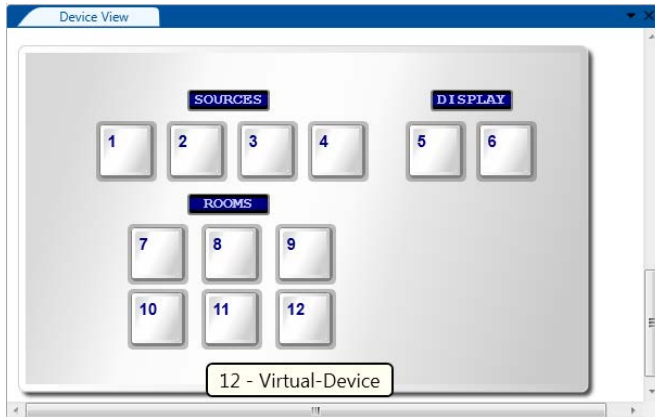 Device View
SOURCES
DISPLAY
1 2 3 4 5 6
ROOMS
7 8 9
10 11 12
12 - Virtual-Device